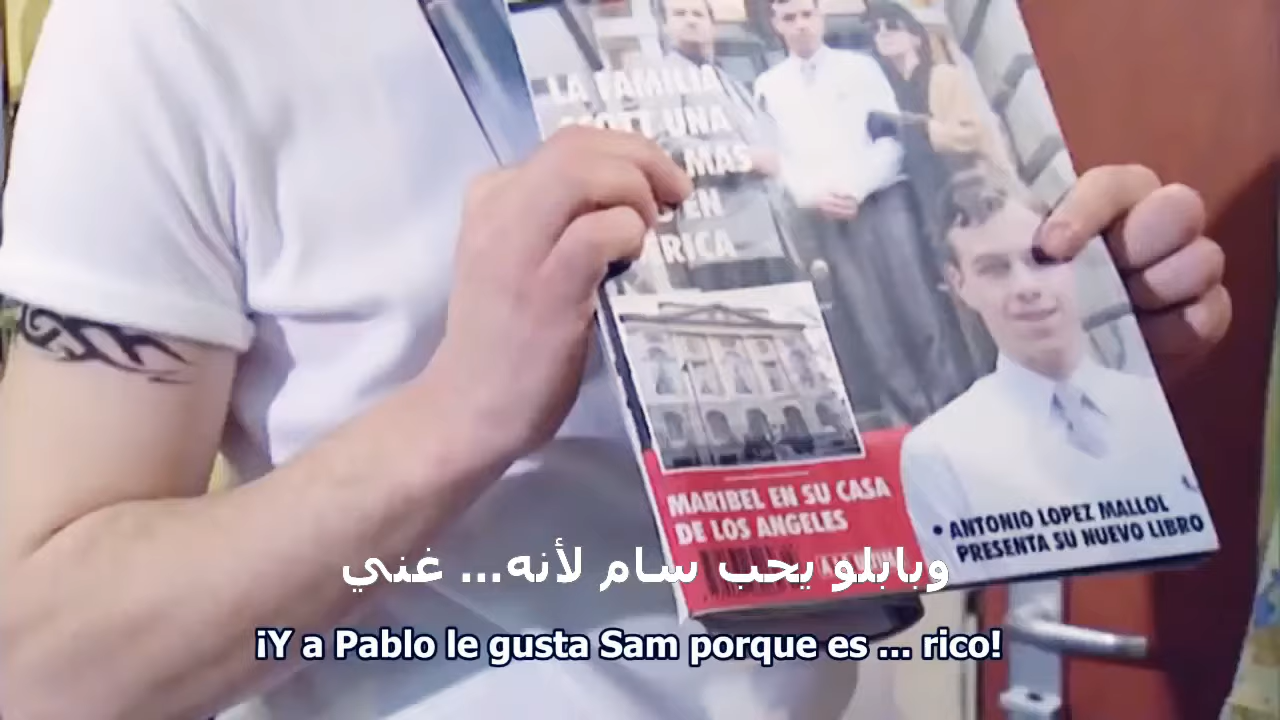 LA FAMILIA
UNA
MAS
EN
RICA
MARIBEL EN SU CASA
DE LOS ANGELES
• ANTONIO LOPEZ MALLOL
PRESENTA SU NUEVO LIBRO
وبابلو يحب سام لأنه... غني
¡Y a Pablo le gusta Sam porque es ... rico!